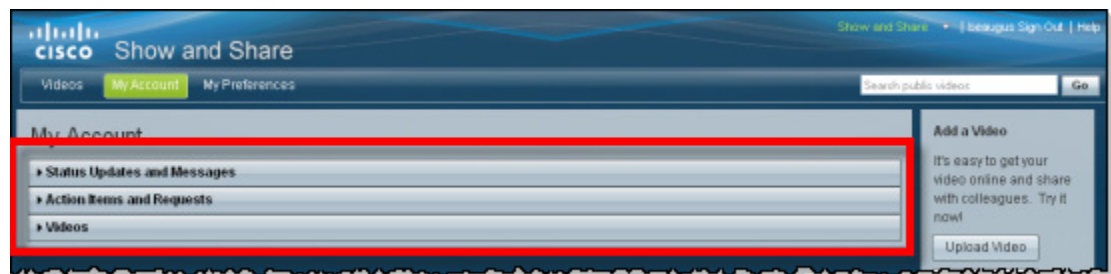 Show and Share | beaugus Sign Out | Help
CISCO Show and Share
Videos My Account My Preferences Search public videos Go
My Account
Status Updates and Messages
Action Items and Requests
Videos
Add a Video
It's easy to get your
video online and share
with colleagues. Try it
now!
Upload Video